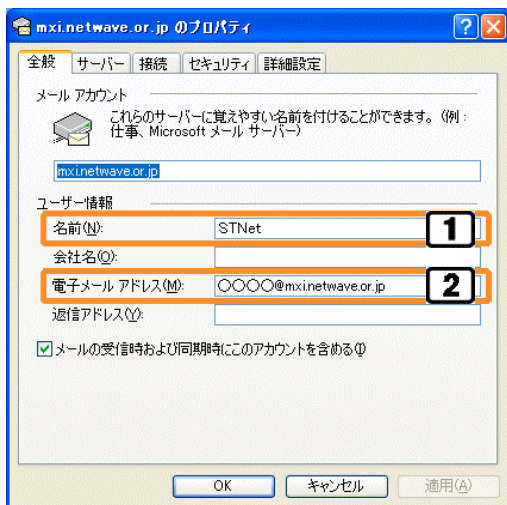 mxi.netwave.or.jp のプロパティ
全般 サーバー 接続 セキュリティ 詳細設定
メール アカウント
これらのサーバーに覚えやすい名前を付けることができます。(例:
仕事、Microsoft メール サーバー)
mxi.netwave.or.jp
ユーザー情報
名前(N): STNet 1
会社名(O):
電子メール アドレス(M): 〇〇〇〇@mxi.netwave.or.jp 2
返信アドレス(Y):
メールの受信時および同期時にこのアカウントを含める(I)
OK キャンセル 適用(A)